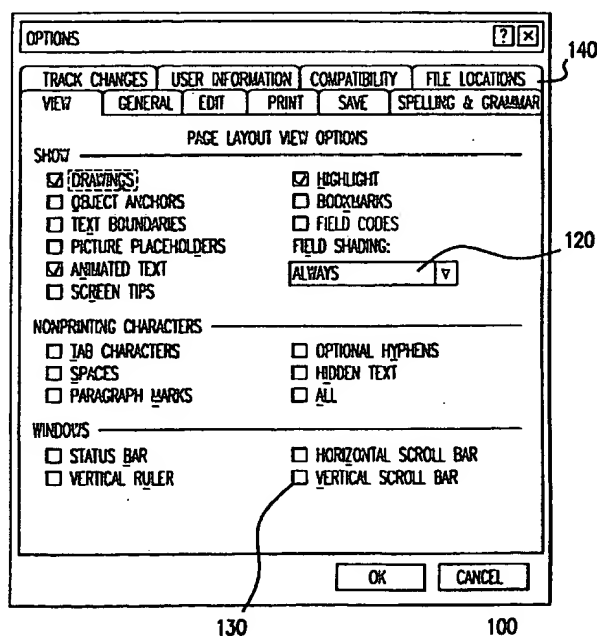 OPTIONS ? X
140
TRACK CHANGES USER INFORMATION COMPATIBILITY FILE LOCATIONS
VIEW GENERAL EDIT PRINT SAVE SPELLING & GRAMMAR
PAGE LAYOUT VIEW OPTIONS
SHOW
DRAWINGS HIGHLIGHT
OBJECT ANCHORS BOOKMARKS
TEXT BOUNDARIES FIELD CODES
PICTURE PLACEHOLDERS FIELD SHADING:
120
ANIMATED TEXT ALWAYS
SCREEN TIPS
NONPRINTING CHARACTERS
TAB CHARACTERS OPTIONAL HYPHENS
SPACES HIDDEN TEXT
PARAGRAPH MARKS ALL
WINDOWS
STATUS BAR HORIZONTAL SCROLL BAR
VERTICAL RULER VERTICAL SCROLL BAR
OK CANCEL
130 100